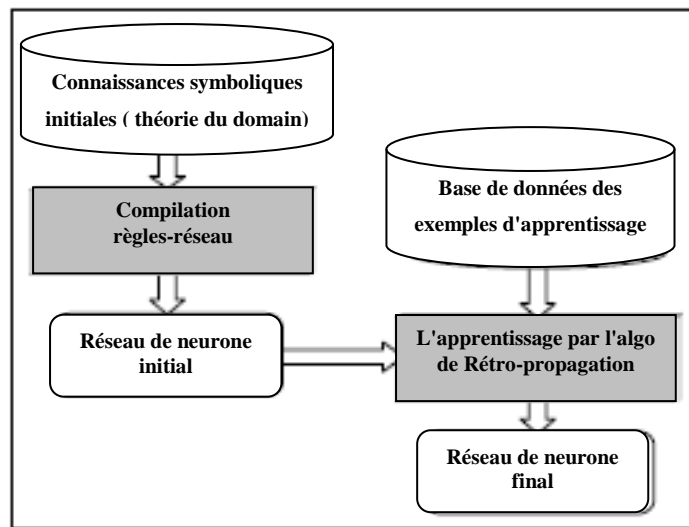 Connaissances symboliques
initiales ( théorie du domain)
Compilation
règles-réseau
Réseau de neurone
initial
Base de données des
exemples d'apprentissage
L'apprentissage par l'algo
de Rétro-propagation
Réseau de neurone
final